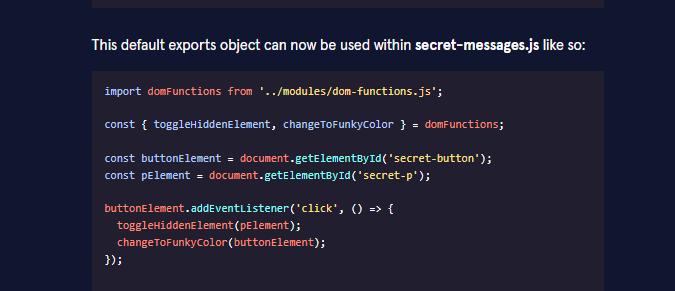 This default exports object can now be used within secret-messages.js like so:
import domFunctions from '../modules/dom-functions.js';
const { toggleHiddenElement, changeToFunkyColor } = domFunctions;
const buttonElement = document.getElementById('secret-button');
const pElement = document.getElementById('secret-p');
buttonElement.addEventListener('click', () => {
toggleHiddenElement(pElement);
changeToFunkyColor(buttonElement);
});